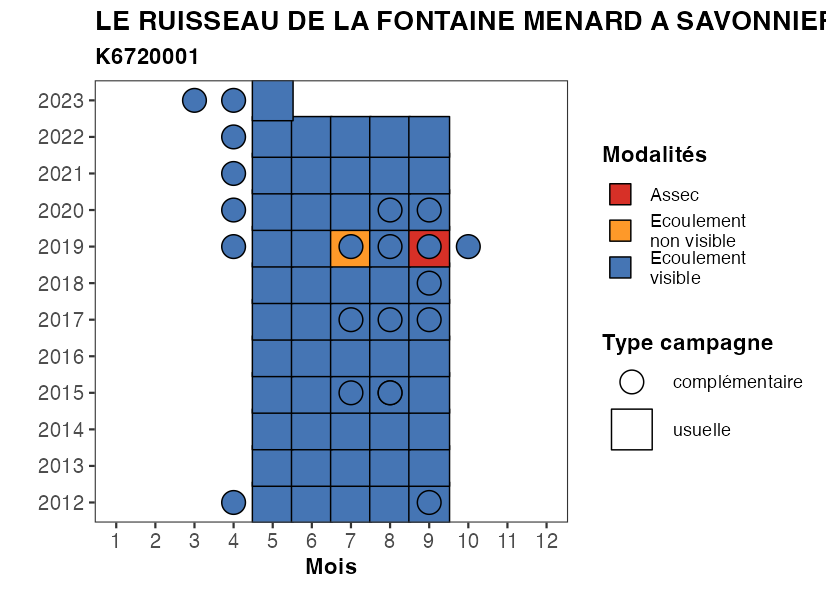 LE RUISSEAU DE LA FONTAINE MENARD A SAVONNIER
K6720001
2023
2022
2021
2020
2019
2018
2017
2016
2015
2014
2013
2012
1 2 3 4 5 6 7 8 9 10 11 12
Mois
Modalités
Assec
Ecoulement
non visible
Ecoulement
visible
Type campagne
complémentaire
usuelle